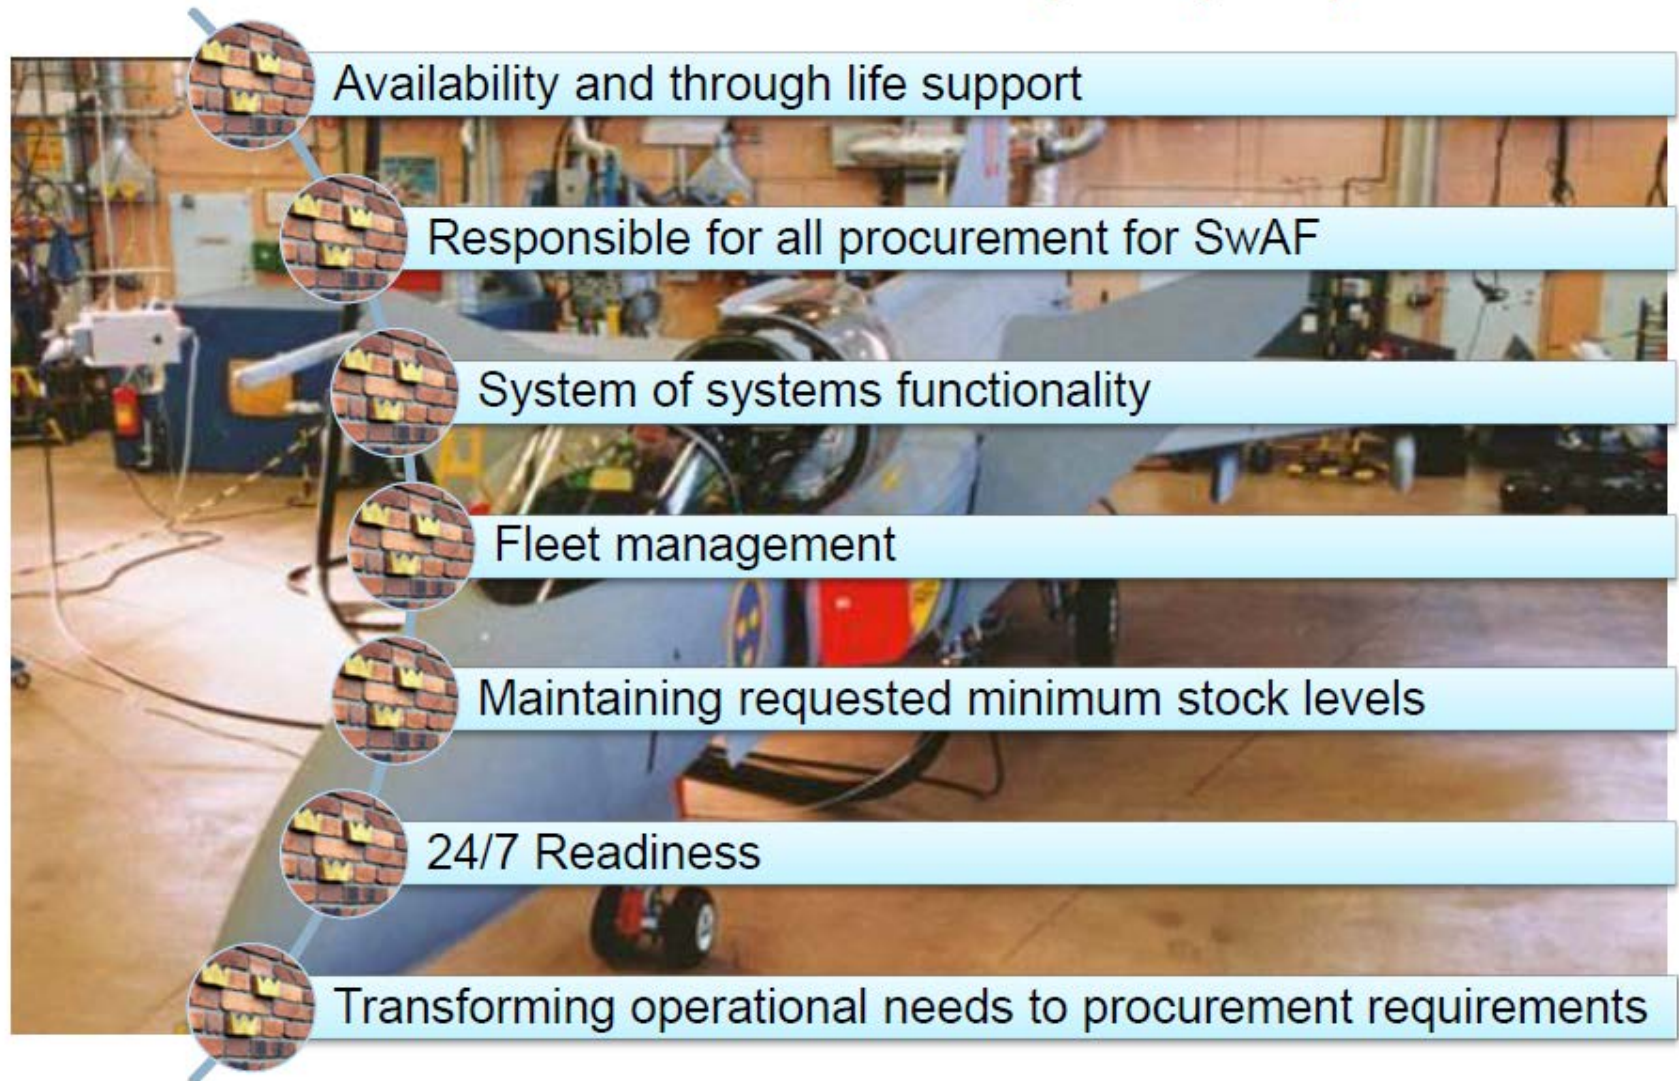 Availability and through life support
Responsible for all procurement for SwAF
System of systems functionality
Fleet management
Maintaining requested minimum stock levels
24/7 Readiness
Transforming operational needs to procurement requirements